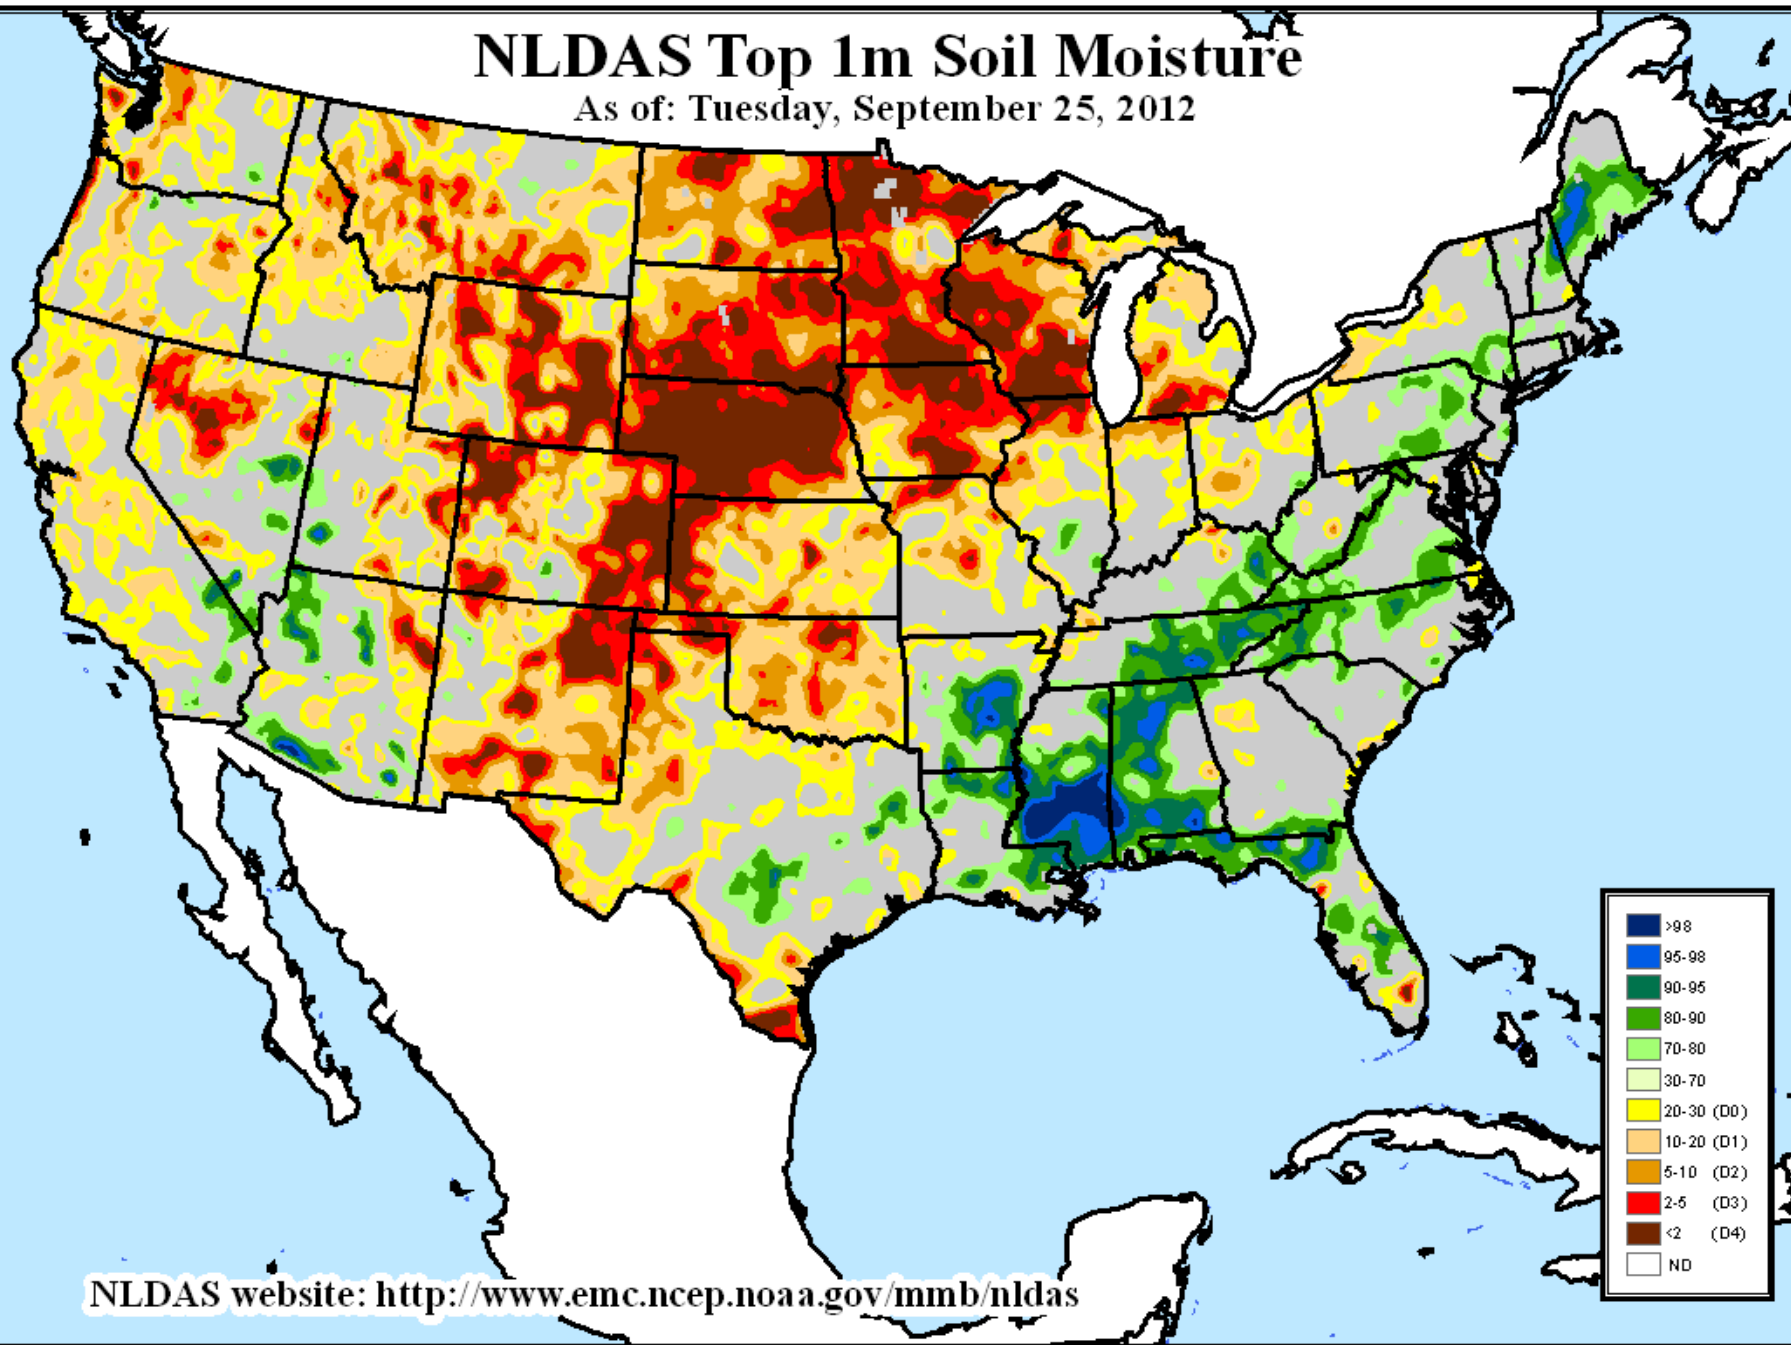 NLDAS Top 1m Soil Moisture
As of: Tuesday, September 25, 2012
>98
95-98
90-95
80-90
70-80
30-70
20-30 (D0)
10-20 (D1)
5-10 (D2)
2-5 (D3)
<2 (D4)
ND
NLDAS website: http://www.emc.ncep.noaa.gov/mmb/nldas